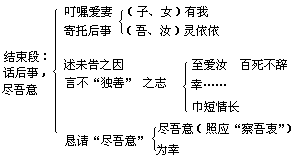 结束段：
话后事，
尽吾意
叮嘱爱妻
寄托后事
（子、女）有我
（吾、汝）灵依依
述未告之因
言不“独善” 之志
至爱汝 百死不辞
幸……
巾短情长
恳请“尽吾意”
尽吾意（照应“察吾衷”）
为幸